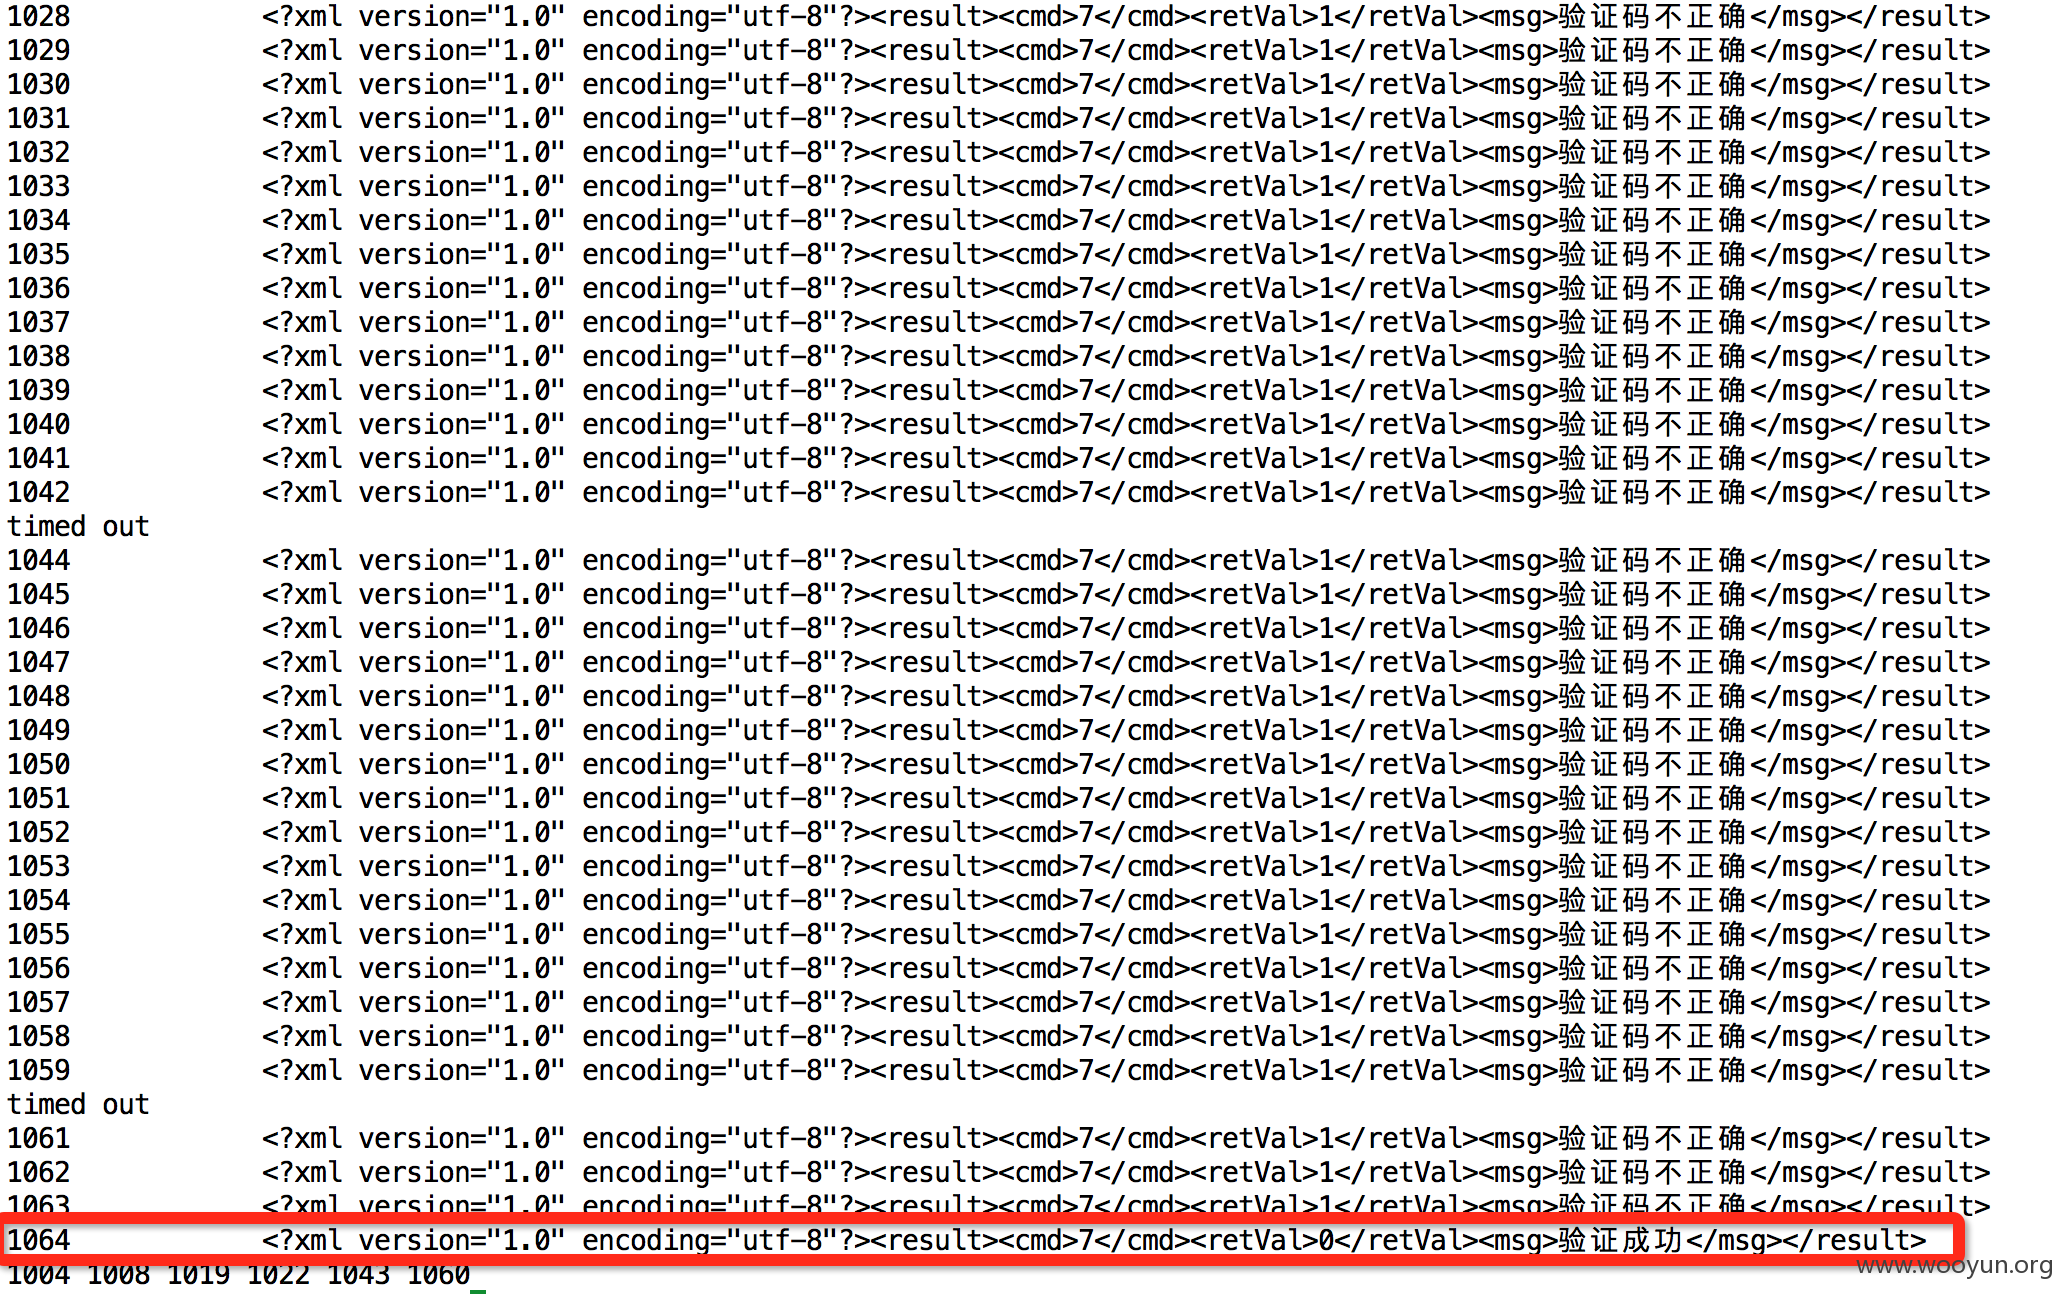 1028 <?xml version="1.0" encoding="utf-8"?><result><cmd>7</cmd><retVal>1</retVal><msg>验证码不正确</msg></result>
1029 <?xml version="1.0" encoding="utf-8"?><result><cmd>7</cmd><retVal>1</retVal><msg>验证码不正确</msg></result>
1030 <?xml version="1.0" encoding="utf-8"?><result><cmd>7</cmd><retVal>1</retVal><msg>验证码不正确</msg></result>
1031 <?xml version="1.0" encoding="utf-8"?><result><cmd>7</cmd><retVal>1</retVal><msg>验证码不正确</msg></result>
1032 <?xml version="1.0" encoding="utf-8"?><result><cmd>7</cmd><retVal>1</retVal><msg>验证码不正确</msg></result>
1033 <?xml version="1.0" encoding="utf-8"?><result><cmd>7</cmd><retVal>1</retVal><msg>验证码不正确</msg></result>
1034 <?xml version="1.0" encoding="utf-8"?><result><cmd>7</cmd><retVal>1</retVal><msg>验证码不正确</msg></result>
1035 <?xml version="1.0" encoding="utf-8"?><result><cmd>7</cmd><retVal>1</retVal><msg>验证码不正确</msg></result>
1036 <?xml version="1.0" encoding="utf-8"?><result><cmd>7</cmd><retVal>1</retVal><msg>验证码不正确</msg></result>
1037 <?xml version="1.0" encoding="utf-8"?><result><cmd>7</cmd><retVal>1</retVal><msg>验证码不正确</msg></result>
1038 <?xml version="1.0" encoding="utf-8"?><result><cmd>7</cmd><retVal>1</retVal><msg>验证码不正确</msg></result>
1039 <?xml version="1.0" encoding="utf-8"?><result><cmd>7</cmd><retVal>1</retVal><msg>验证码不正确</msg></result>
1040 <?xml version="1.0" encoding="utf-8"?><result><cmd>7</cmd><retVal>1</retVal><msg>验证码不正确</msg></result>
1041 <?xml version="1.0" encoding="utf-8"?><result><cmd>7</cmd><retVal>1</retVal><msg>验证码不正确</msg></result>
1042 <?xml version="1.0" encoding="utf-8"?><result><cmd>7</cmd><retVal>1</retVal><msg>验证码不正确</msg></result>
timed out
1044 <?xml version="1.0" encoding="utf-8"?><result><cmd>7</cmd><retVal>1</retVal><msg>验证码不正确</msg></result>
1045 <?xml version="1.0" encoding="utf-8"?><result><cmd>7</cmd><retVal>1</retVal><msg>验证码不正确</msg></result>
1046 <?xml version="1.0" encoding="utf-8"?><result><cmd>7</cmd><retVal>1</retVal><msg>验证码不正确</msg></result>
1047 <?xml version="1.0" encoding="utf-8"?><result><cmd>7</cmd><retVal>1</retVal><msg>验证码不正确</msg></result>
1048 <?xml version="1.0" encoding="utf-8"?><result><cmd>7</cmd><retVal>1</retVal><msg>验证码不正确</msg></result>
1049 <?xml version="1.0" encoding="utf-8"?><result><cmd>7</cmd><retVal>1</retVal><msg>验证码不正确</msg></result>
1050 <?xml version="1.0" encoding="utf-8"?><result><cmd>7</cmd><retVal>1</retVal><msg>验证码不正确</msg></result>
1051 <?xml version="1.0" encoding="utf-8"?><result><cmd>7</cmd><retVal>1</retVal><msg>验证码不正确</msg></result>
1052 <?xml version="1.0" encoding="utf-8"?><result><cmd>7</cmd><retVal>1</retVal><msg>验证码不正确</msg></result>
1053 <?xml version="1.0" encoding="utf-8"?><result><cmd>7</cmd><retVal>1</retVal><msg>验证码不正确</msg></result>
1054 <?xml version="1.0" encoding="utf-8"?><result><cmd>7</cmd><retVal>1</retVal><msg>验证码不正确</msg></result>
1055 <?xml version="1.0" encoding="utf-8"?><result><cmd>7</cmd><retVal>1</retVal><msg>验证码不正确</msg></result>
1056 <?xml version="1.0" encoding="utf-8"?><result><cmd>7</cmd><retVal>1</retVal><msg>验证码不正确</msg></result>
1057 <?xml version="1.0" encoding="utf-8"?><result><cmd>7</cmd><retVal>1</retVal><msg>验证码不正确</msg></result>
1058 <?xml version="1.0" encoding="utf-8"?><result><cmd>7</cmd><retVal>1</retVal><msg>验证码不正确</msg></result>
1059 <?xml version="1.0" encoding="utf-8"?><result><cmd>7</cmd><retVal>1</retVal><msg>验证码不正确</msg></result>
timed out
1061 <?xml version="1.0" encoding="utf-8"?><result><cmd>7</cmd><retVal>1</retVal><msg>验证码不正确</msg></result>
1062 <?xml version="1.0" encoding="utf-8"?><result><cmd>7</cmd><retVal>1</retVal><msg>验证码不正确</msg></result>
1063 <?xml version="1.0" encoding="utf-8"?><result><cmd>7</cmd><retVal>1</retVal><msg>验证码不正确</msg></result>
1064 <?xml version="1.0" encoding="utf-8"?><result><cmd>7</cmd><retVal>0</retVal><msg>验证成功</msg></result>
1004 1008 1019 1022 1043 1060
www.wooyun.org